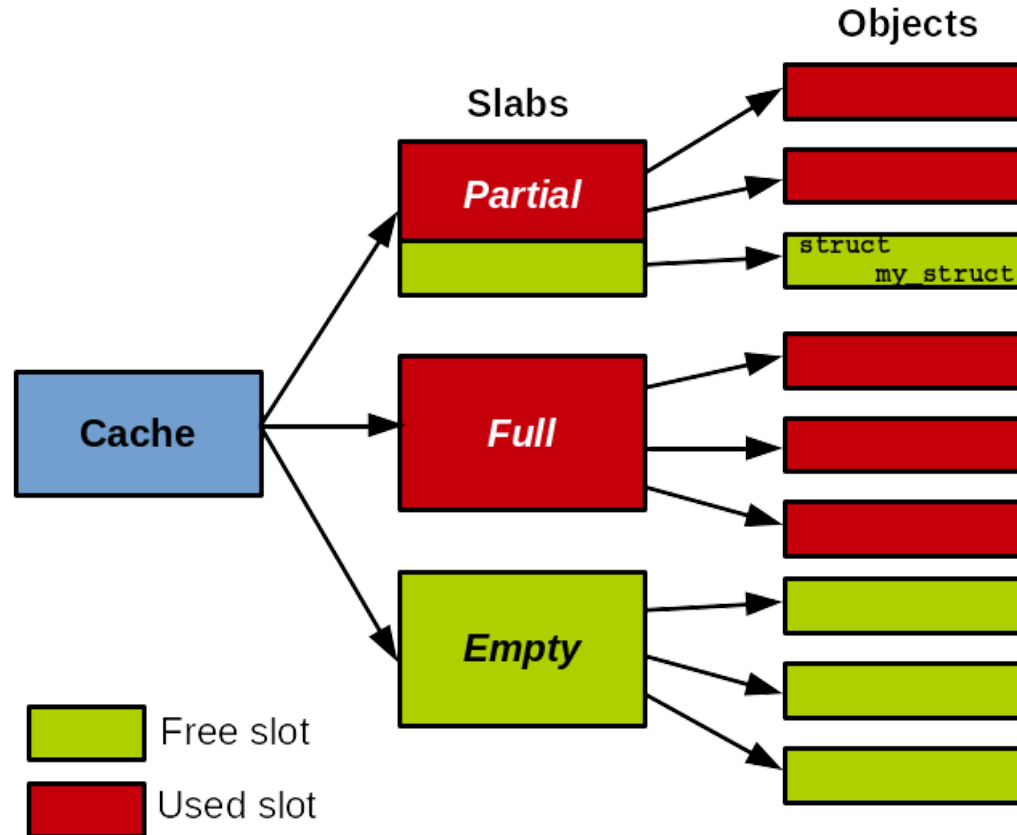 Objects
Slabs
Partial
struct
my_struct
Cache
Full
Empty
Free slot
Used slot